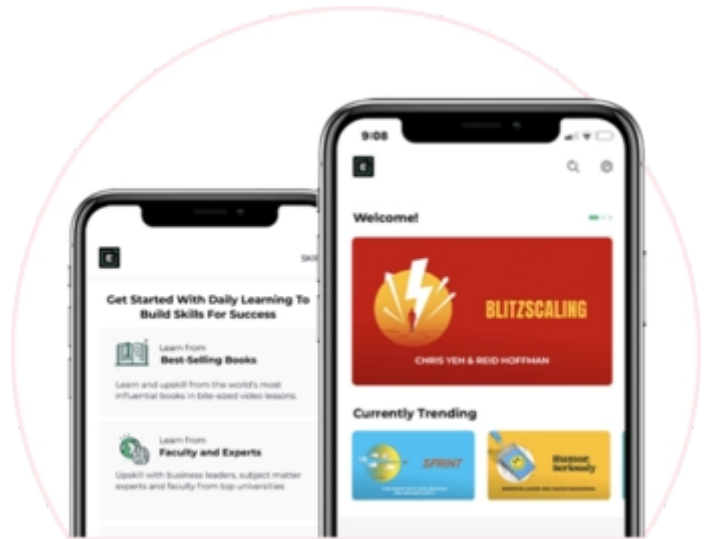 E
SKI
Get Started With Daily Learning To
Build Skills For Success
Learn from
Best-Selling Books
Learn and upskill from the world's most
influential books in bite-sized video lessons.
Learn from
Faculty and Experts
Upskill with business leaders, subject matter
experts and faculty from top universities
9:08
E
Welcome!
BLITZSCALING
CHRIS YEH & REID HOFFMAN
Currently Trending
SPRINT
Humor,
Seriously